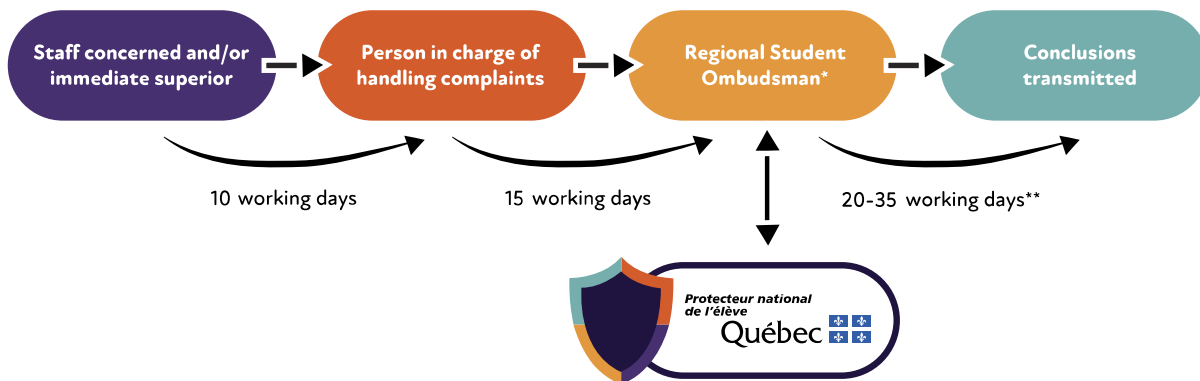 Staff concerned and/or
immediate superior
Person in charge of
handling complaints
Regional Student
Ombudsman*
Conclusions
transmitted
10 working days
15 working days
20-35 working days**
Protecteur national
de l'élève
Québec